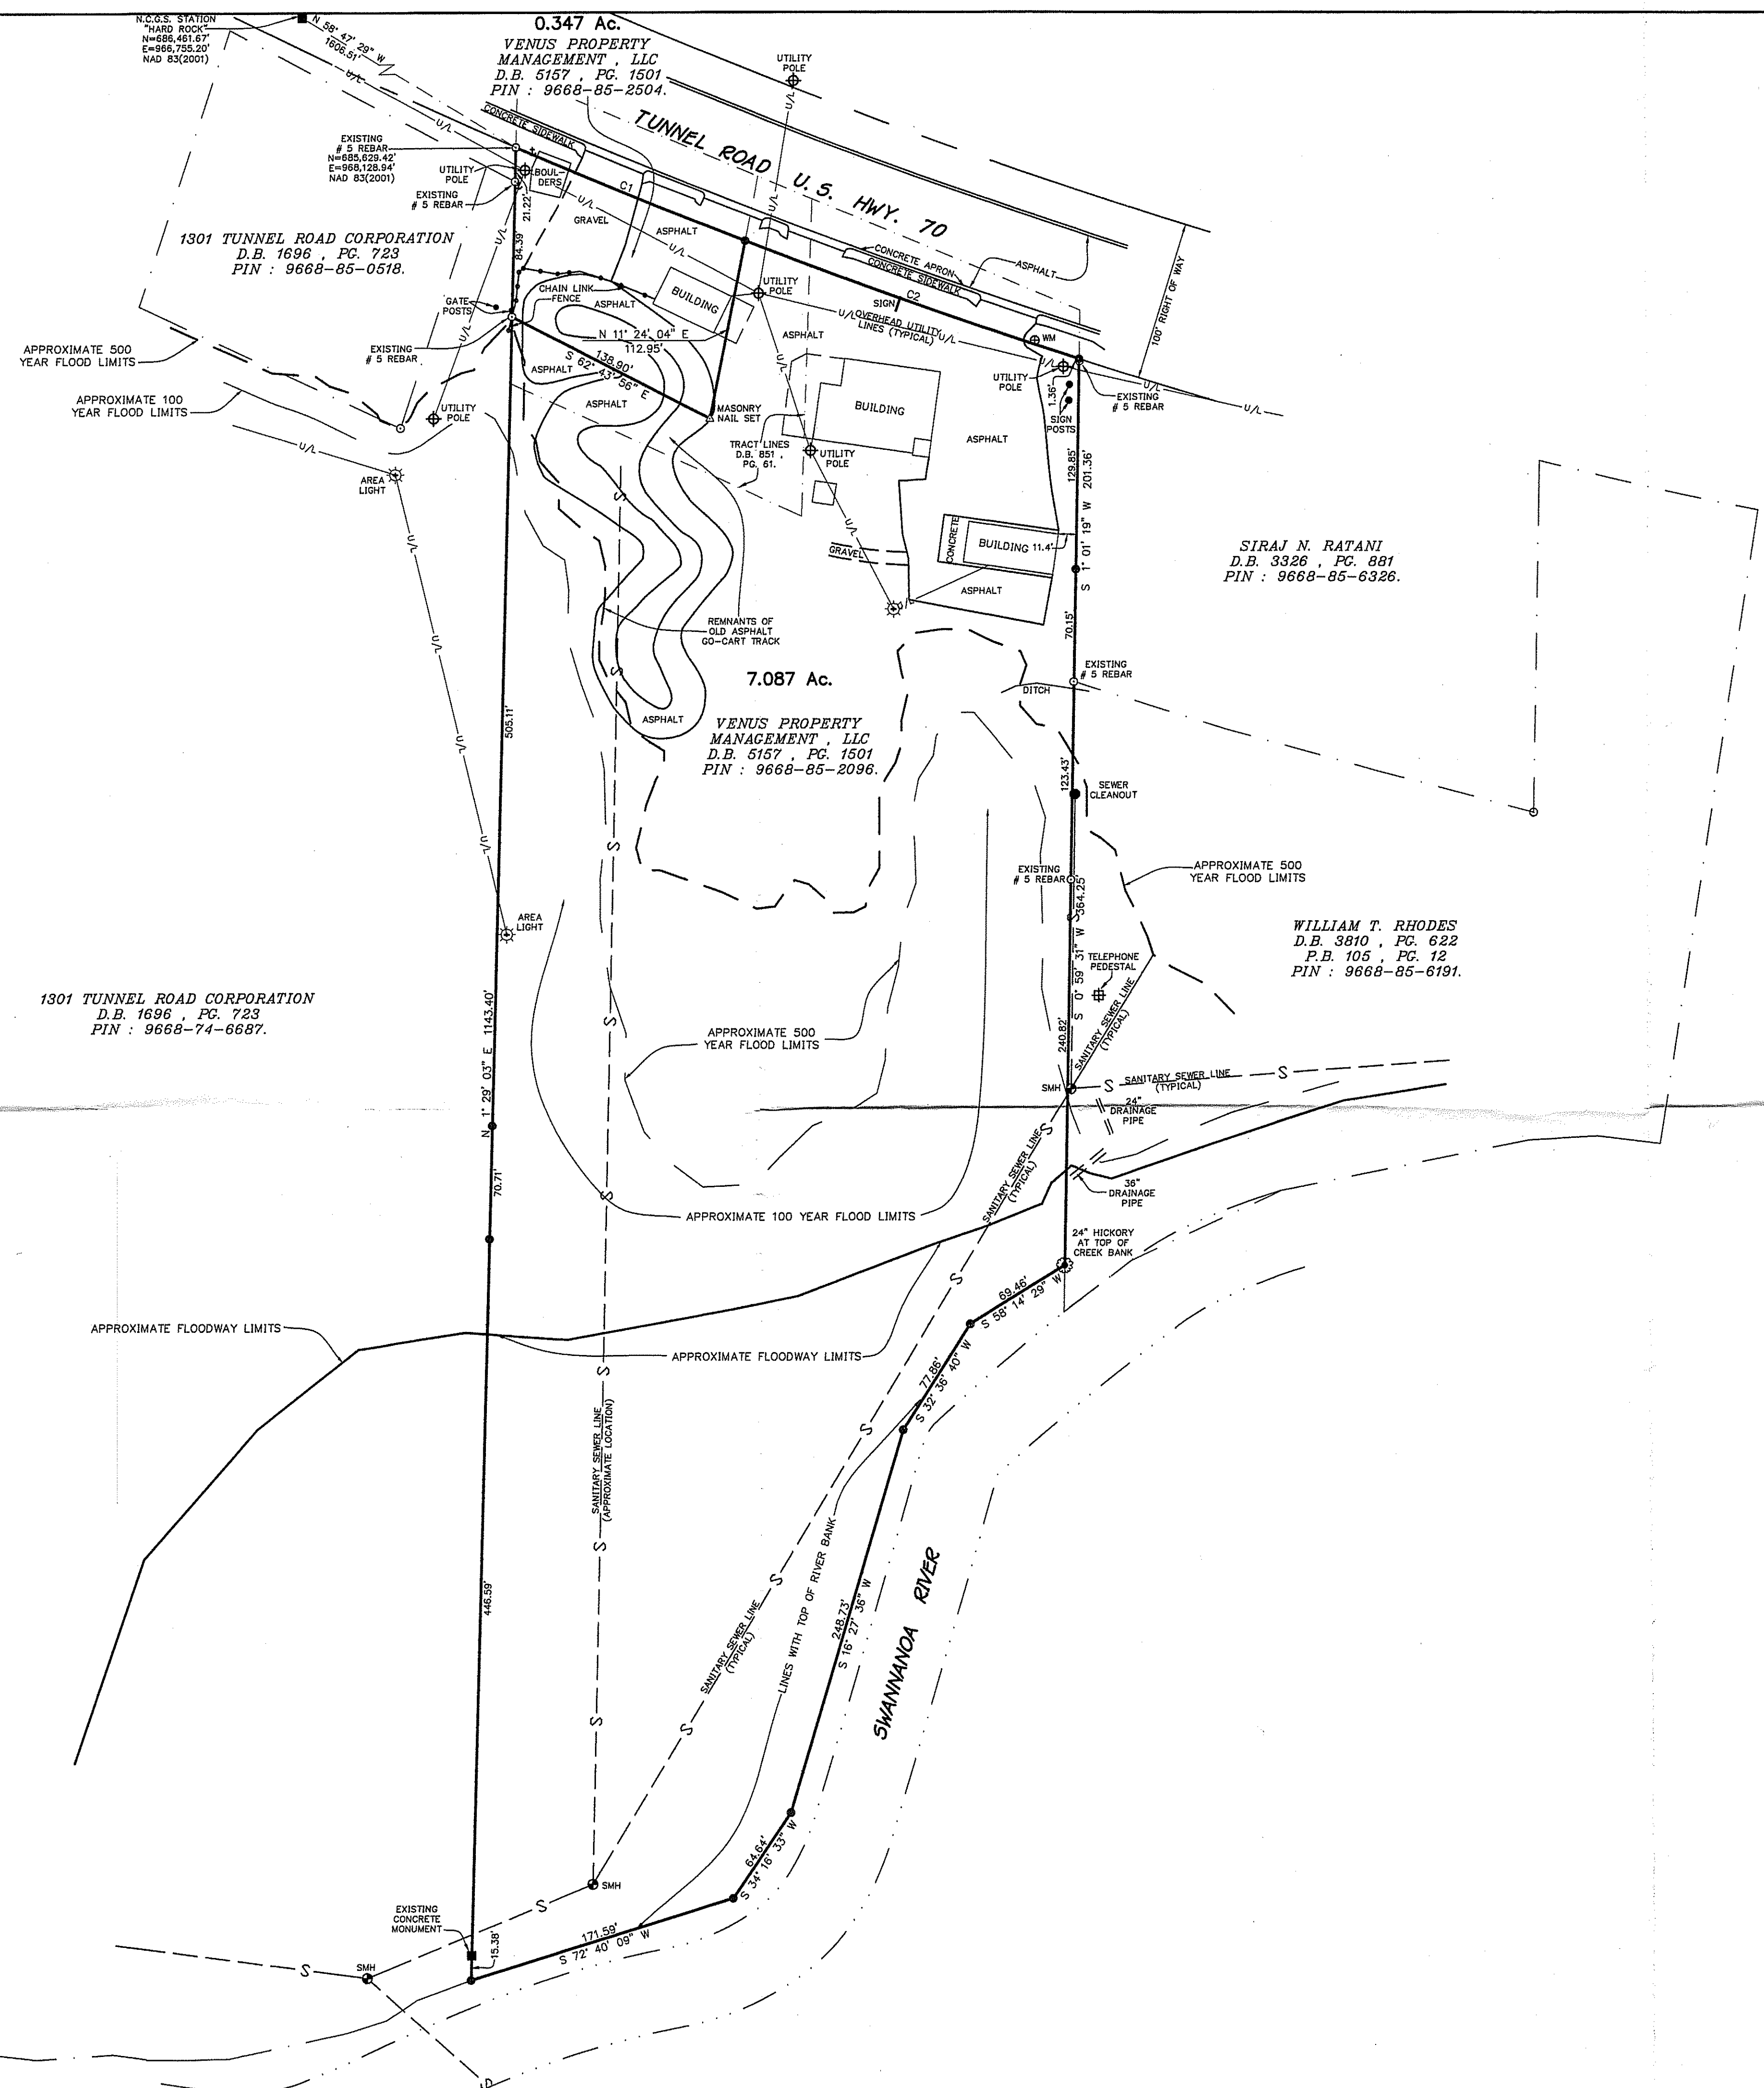 N.C.G.S. STATION
"HARD ROCK"
N=686,461.67'
E=966,755.20'
NAD 83(2001)
N 58° 47' 29" W
1606.51'
0.347 Ac.
VENUS PROPERTY
MANAGEMENT , LLC
D.B. 5157 , PG. 1501
PIN : 9668-85-2504.
UTILITY
POLE
U/L
U/L
U/L
CONCRETE SIDEWALK
TUNNEL ROAD U.S. HWY. 70
EXISTING
# 5 REBAR
N=685,629.42'
E=968,128.94'
NAD 83(2001)
UTILITY
POLE
BOUL-
DERS
EXISTING
# 5 REBAR
21.22'
84.39'
C1
GRAVEL
ASPHALT
U/L
U/L
U/L
U/L
1301 TUNNEL ROAD CORPORATION
D.B. 1696 , PG. 723
PIN : 9668-85-0518.
CONCRETE APRON
CONCRETE SIDEWALK
ASPHALT
100' RIGHT OF WAY
GATE
POSTS
CHAIN LINK
FENCE
ASPHALT
BUILDING
UTILITY
POLE
SIGN
C2
U/L
OVERHEAD UTILITY
LINES (TYPICAL)
U/L
U/L
WM
ASPHALT
U/L
APPROXIMATE 500
YEAR FLOOD LIMITS
EXISTING
# 5 REBAR
N 11° 24' 04" E
112.95'
138.90'
S 62° 43' 56" E
ASPHALT
ASPHALT
U/L
UTILITY
POLE
1.36'
EXISTING
# 5 REBAR
U/L
U/L
SIGN
POSTS
APPROXIMATE 100
YEAR FLOOD LIMITS
UTILITY
POLE
MASONRY
NAIL SET
BUILDING
ASPHALT
U/L
AREA
LIGHT
TRACT LINES
D.B. 851 ,
PG. 61.
UTILITY
POLE
129.85'
S 1° 01' 19" W 201.36'
S
U/L
U/L
GRAVEL
CONCRETE
BUILDING
11.4'
ASPHALT
SIRAJ N. RATANI
D.B. 3326 , PG. 881
PIN : 9668-85-6326.
REMNANTS OF
OLD ASPHALT
GO-CART TRACK
70.15'
S
7.087 Ac.
EXISTING
# 5 REBAR
DITCH
505.11'
ASPHALT
VENUS PROPERTY
MANAGEMENT , LLC
D.B. 5157 , PG. 1501
PIN : 9668-85-2096.
U/L
123.43'
SEWER
CLEANOUT
U/L
S
EXISTING
# 5 REBAR
APPROXIMATE 500
YEAR FLOOD LIMITS
AREA
LIGHT
S
S 0° 59' 31" W 364.25'
WILLIAM T. RHODES
D.B. 3810 , PG. 622
P.B. 105 , PG. 12
PIN : 9668-85-6191.
TELEPHONE
PEDESTAL
1301 TUNNEL ROAD CORPORATION
D.B. 1696 , PG. 723
PIN : 9668-74-6687.
N 1° 29' 03" E 1143.40'
S
APPROXIMATE 500
YEAR FLOOD LIMITS
240.82'
SANITARY SEWER LINE
(TYPICAL)
SMH
S
SANITARY SEWER LINE
(TYPICAL)
S
24"
DRAINAGE
PIPE
S
SANITARY SEWER LINE
(TYPICAL)
70.71'
S
36"
DRAINAGE
PIPE
APPROXIMATE 100 YEAR FLOOD LIMITS
24" HICKORY
AT TOP OF
CREEK BANK
S
69.46'
S 58° 14' 29" W
APPROXIMATE FLOODWAY LIMITS
APPROXIMATE FLOODWAY LIMITS
S
77.86'
S 32° 36' 40" W
SANITARY SEWER LINE
(APPROXIMATE LOCATION)
S
S
446.59'
S
LINES WITH TOP OF RIVER BANK
248.73'
S 16° 27' 36" W
SWANNANOA RIVER
SANITARY SEWER LINE
(TYPICAL)
S
S
64.64'
S 34° 16' 33" W
SMH
EXISTING
CONCRETE
MONUMENT
S
15.38'
171.59'
S 72° 40' 09" W
S
SMH